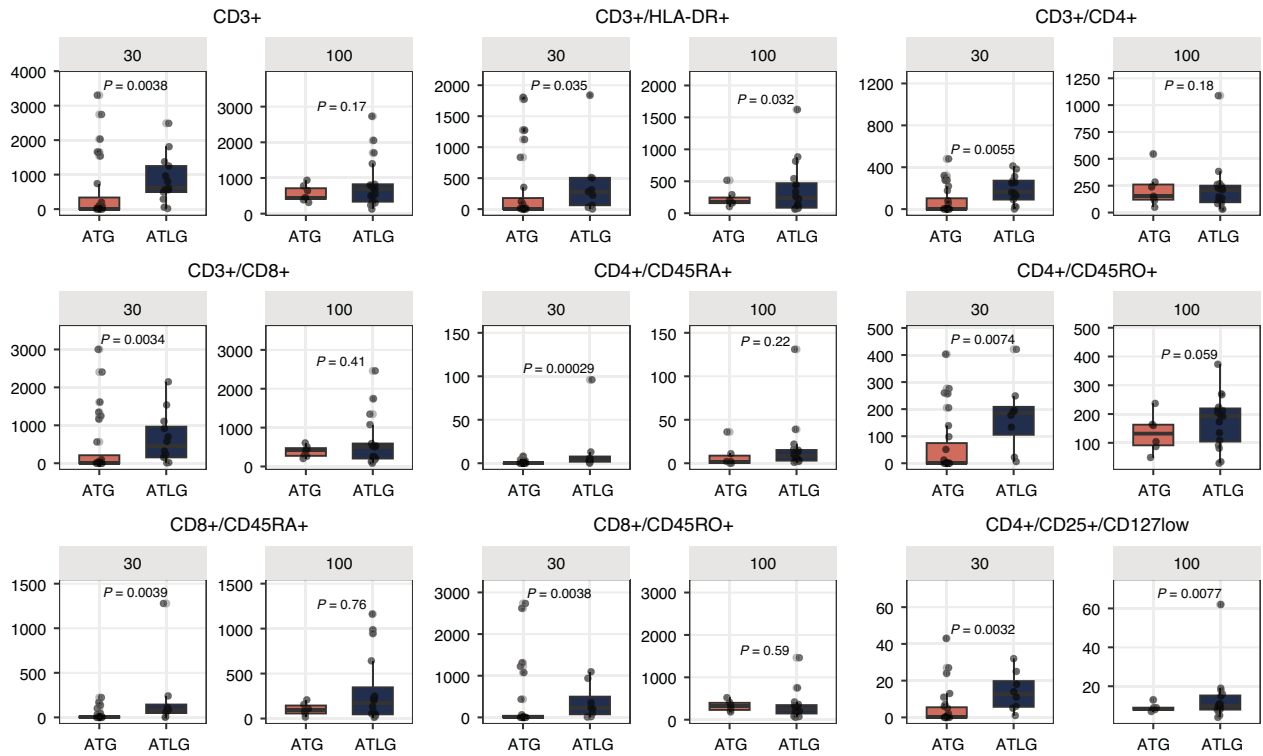 CD3+ CD3+/HLA-DR+ CD3+/CD4+
30 100 30 100 30 100
4000 3000 2000 1000 0 P = 0.0038 ATG ATLG
3000 2000 1000 0 P = 0.17 ATG ATLG
2000 1500 1000 500 0 P = 0.035 ATG ATLG
2000 1500 1000 500 0 P = 0.032 ATG ATLG
1200 800 400 0 P = 0.0055 ATG ATLG
1250 1000 750 500 250 0 P = 0.18 ATG ATLG
CD3+/CD8+ CD4+/CD45RA+ CD4+/CD45RO+
30 100 30 100 30 100
3000 2000 1000 0 P = 0.0034 ATG ATLG
3000 2000 1000 0 P = 0.41 ATG ATLG
150 100 50 0 P = 0.00029 ATG ATLG
150 100 50 0 P = 0.22 ATG ATLG
500 400 300 200 100 0 P = 0.0074 ATG ATLG
500 400 300 200 100 P = 0.059 ATG ATLG
CD8+/CD45RA+ CD8+/CD45RO+ CD4+/CD25+/CD127low
30 100 30 100 30 100
1500 1000 500 0 P = 0.0039 ATG ATLG
1500 1000 500 0 P = 0.76 ATG ATLG
3000 2000 1000 0 P = 0.0038 ATG ATLG
3000 2000 1000 0 P = 0.59 ATG ATLG
60 40 20 0 P = 0.0032 ATG ATLG
60 40 20 P = 0.0077 ATG ATLG